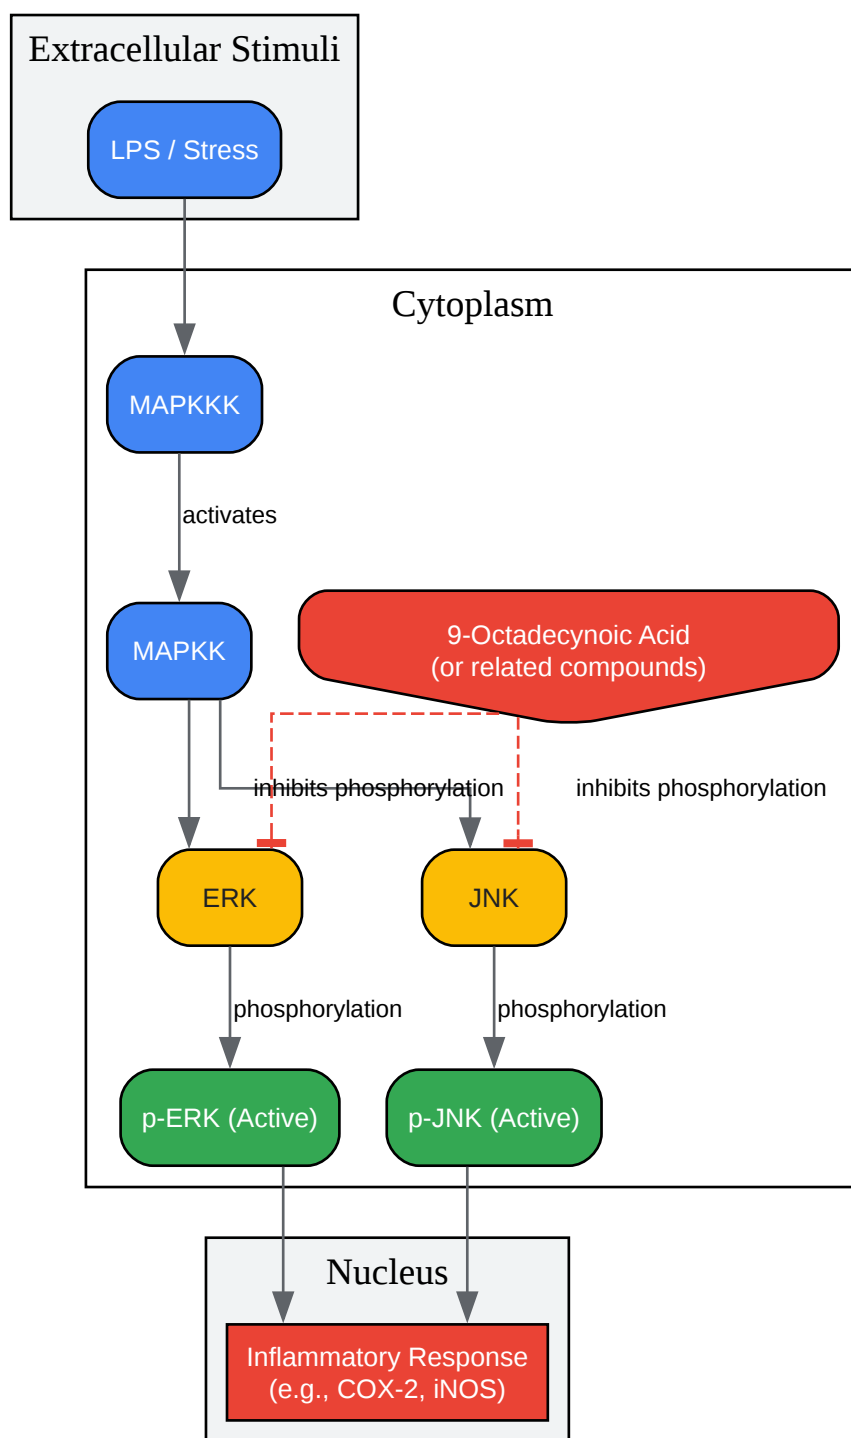 Extracellular Stimuli
LPS / Stress
Cytoplasm
MAPKKK
activates
MAPKK
9-Octadecynoic Acid
(or related compounds)
inhibits phosphorylation
inhibits phosphorylation
ERK
JNK
phosphorylation
phosphorylation
p-ERK (Active)
p-JNK (Active)
Nucleus
Inflammatory Response
(e.g., COX-2, iNOS)